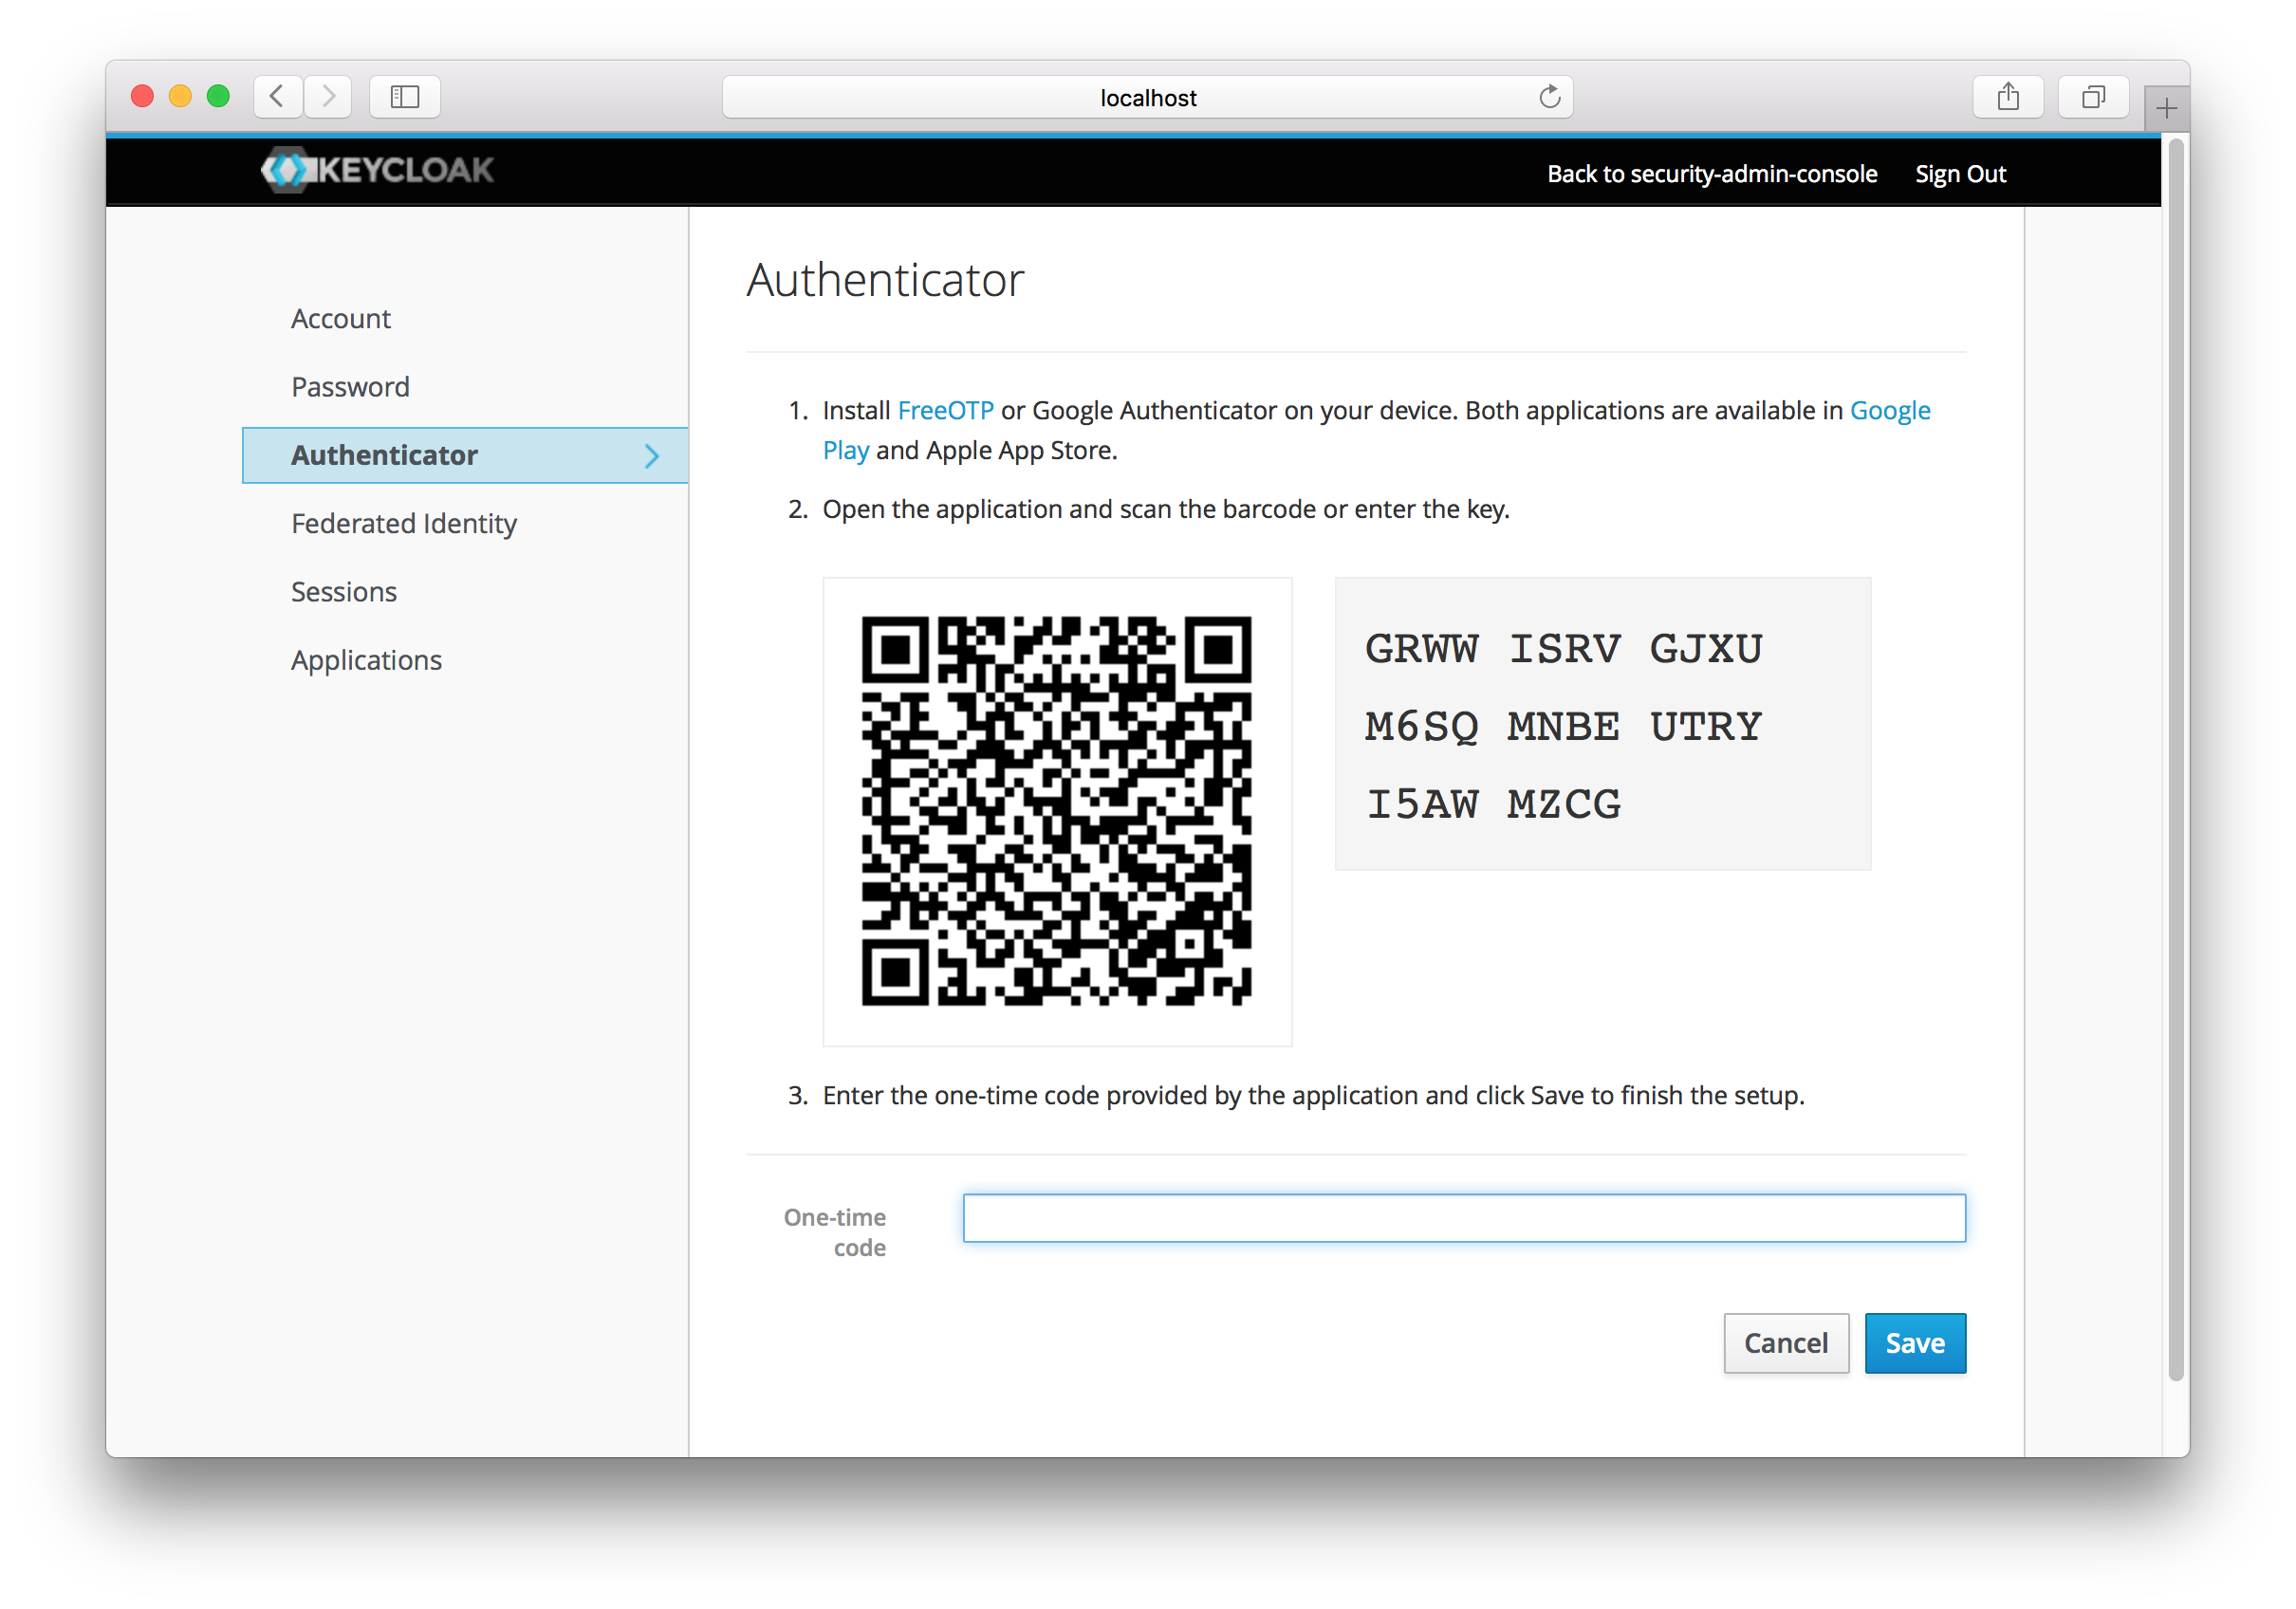 localhost
KEYCLOAK
Back to security-admin-console Sign Out
Account
Password
Authenticator
Federated Identity
Sessions
Applications
Authenticator
1. Install FreeOTP or Google Authenticator on your device. Both applications are available in Google
Play and Apple App Store.
2. Open the application and scan the barcode or enter the key.
GRWW ISRV GJXU
M6SQ MNBE UTRY
I5AW MZCG
3. Enter the one-time code provided by the application and click Save to finish the setup.
One-time
code
Cancel Save